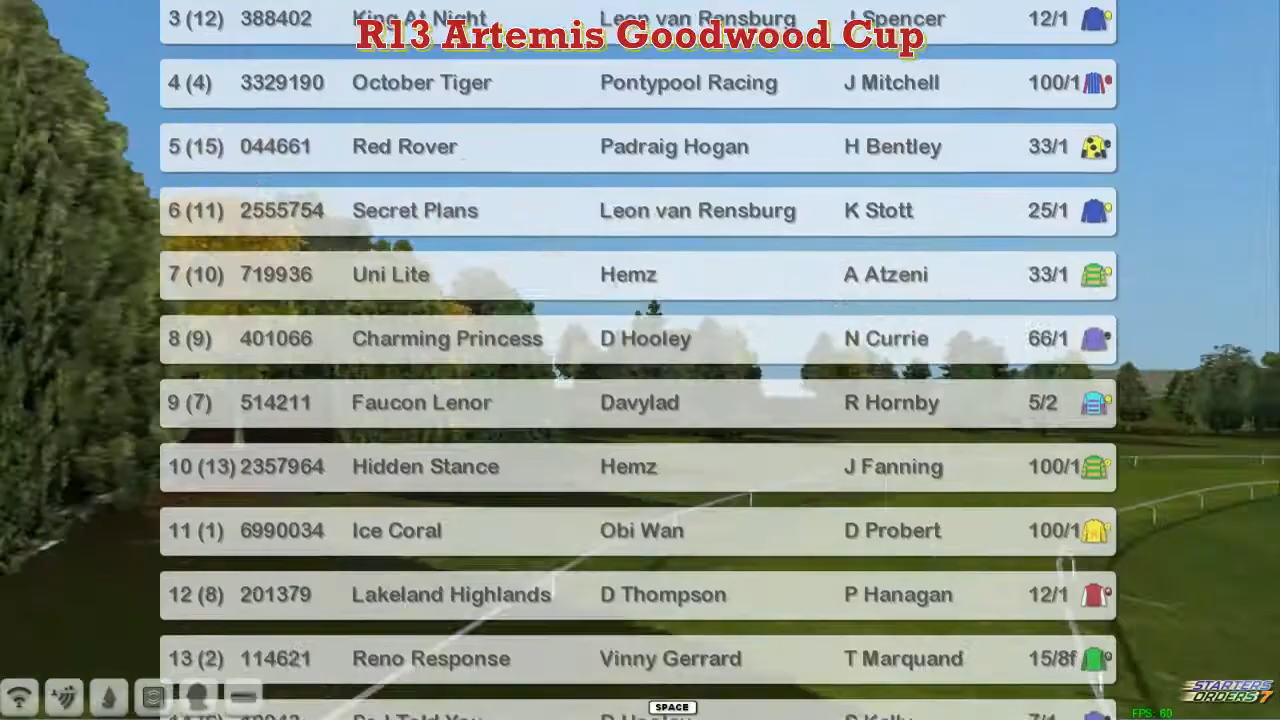 3 (12) 388402 King At Night Leon van Rensburg J Spencer 12/1
R13 Artemis Goodwood Cup
4 (4) 3329190 October Tiger Pontypool Racing J Mitchell 100/1
5 (15) 044661 Red Rover Padraig Hogan H Bentley 33/1
6 (11) 2555754 Secret Plans Leon van Rensburg K Stott 25/1
7 (10) 719936 Uni Lite Hemz A Atzeni 33/1
8 (9) 401066 Charming Princess D Hooley N Currie 66/1
9 (7) 514211 Faucon Lenor Davylad R Hornby 5/2
10 (13) 2357964 Hidden Stance Hemz J Fanning 100/1
11 (1) 6990034 Ice Coral Obi Wan D Probert 100/1
12 (8) 201379 Lakeland Highlands D Thompson P Hanagan 12/1
13 (2) 114621 Reno Response Vinny Gerrard T Marquand 15/8f
SPACE
STARTERS ORDERS 7
FPS: 60